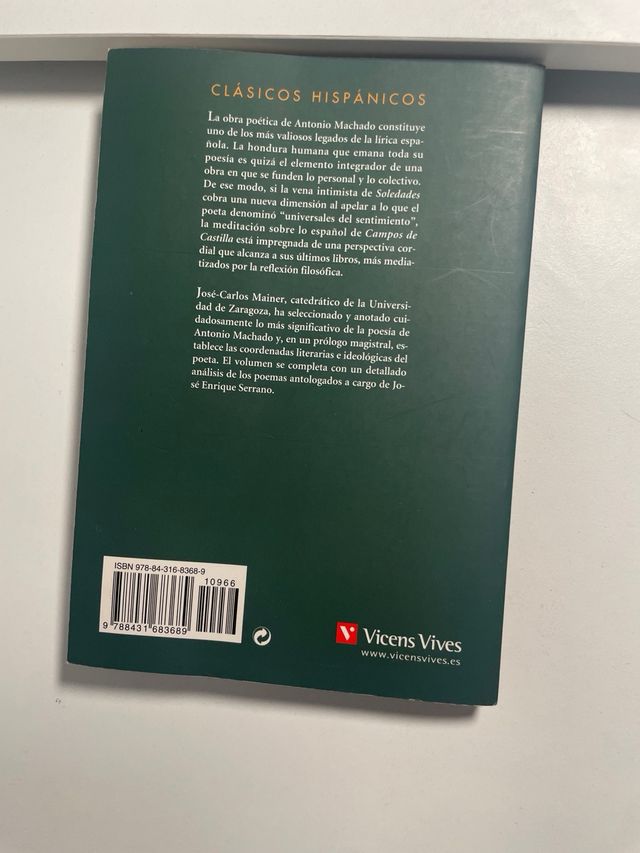 CLÁSICOS HISPÁNICOS
La obra poética de Antonio Machado constituye
uno de los más valiosos legados de la lírica espa-
ñola. La hondura humana que emana toda su
poesía es quizá el elemento integrador de una
obra en que se funden lo personal y lo colectivo.
De ese modo, si la vena intimista de Soledades
cobra una nueva dimensión al apelar a lo que el
poeta denominó “universales del sentimiento”,
la meditación sobre lo español de Campos de
Castilla está impregnada de una perspectiva cor-
dial que alcanza a sus últimos libros, más media-
tizados por la reflexión filosófica.
José-Carlos Mainer, catedrático de la Universi-
dad de Zaragoza, ha seleccionado y anotado cui-
dadosamente lo más significativo de la poesía de
Antonio Machado y, en un prólogo magistral, es-
tablece las coordenadas literarias e ideológicas del
poeta. El volumen se completa con un detallado
análisis de los poemas antologados a cargo de Jo-
sé Enrique Serrano.
ISBN 978-84-316-8368-9
10966
9 788431 683689
Vicens Vives
www.vicensvives.es